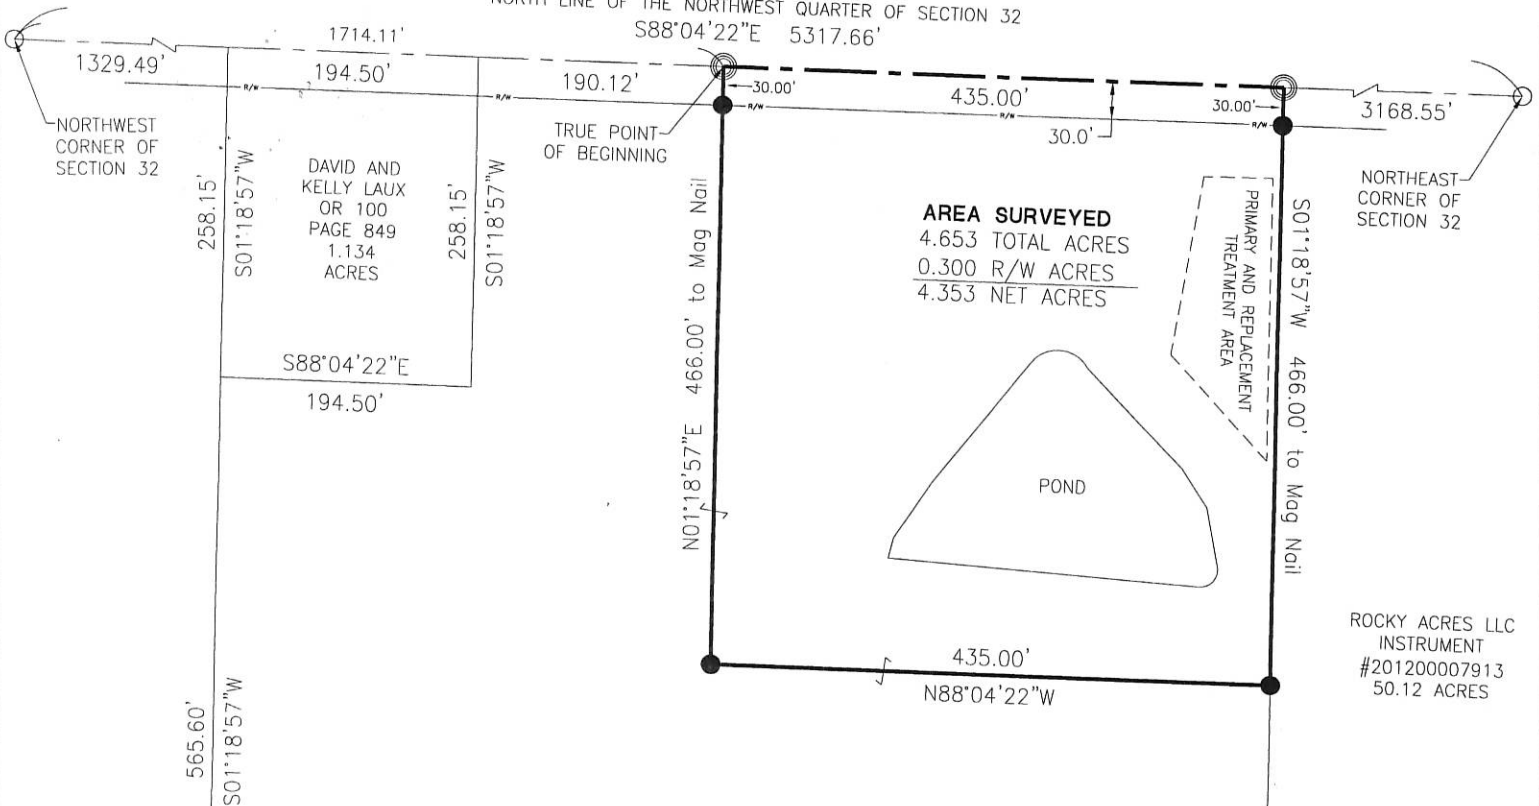 NORTH LINE OF THE NORTHWEST QUARTER OF SECTION 32
S88°04'22"E 5317.66'
1714.11'
1329.49'
194.50'
190.12'
30.00'
435.00'
30.00'
3168.55'
R/W
R/W
R/W
R/W
R/W
30.0'
NORTHWEST
CORNER OF
SECTION 32
TRUE POINT
OF BEGINNING
NORTHEAST
CORNER OF
SECTION 32
258.15'
S01°18'57"W
DAVID AND
KELLY LAUX
OR 100
PAGE 849
1.134
ACRES
258.15'
S01°18'57"W
S88°04'22"E
194.50'
N01°18'57"E 466.00' to Mag Nail
AREA SURVEYED
4.653 TOTAL ACRES
0.300 R/W ACRES
4.353 NET ACRES
PRIMARY AND REPLACEMENT
TREATMENT AREA
S01°18'57"W 466.00' to Mag Nail
POND
435.00'
N88°04'22"W
ROCKY ACRES LLC
INSTRUMENT
#201200007913
50.12 ACRES
565.60'
S01°18'57"W